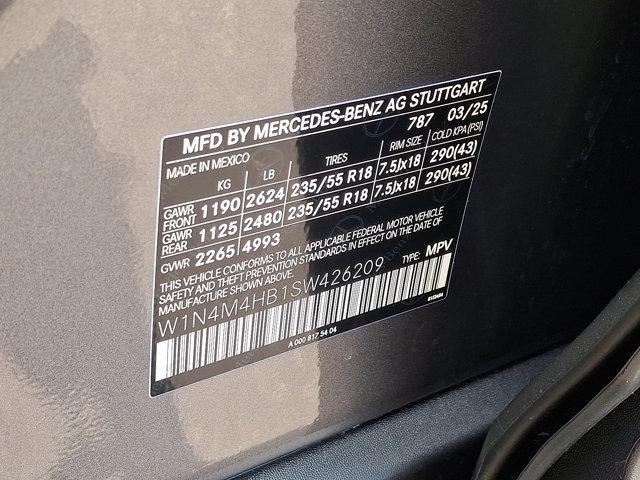 MFD BY MERCEDES-BENZ AG STUTTGART
MADE IN MEXICO 787 03/25
KG LB TIRES RIM SIZE COLD KPA(PSI)
GAWR FRONT 1190 2624 235/55 R18 7.5Jx18 290(43)
GAWR REAR 1125 2480 235/55 R18 7.5Jx18 290(43)
GVWR 2265 4993
THIS VEHICLE CONFORMS TO ALL APPLICABLE FEDERAL MOTOR VEHICLE
SAFETY AND THEFT PREVENTION STANDARDS IN EFFECT ON THE DATE OF
MANUFACTURE SHOWN ABOVE.
W1N4M4HB1SW426209 TYPE: MPV
A 000 817 54 04